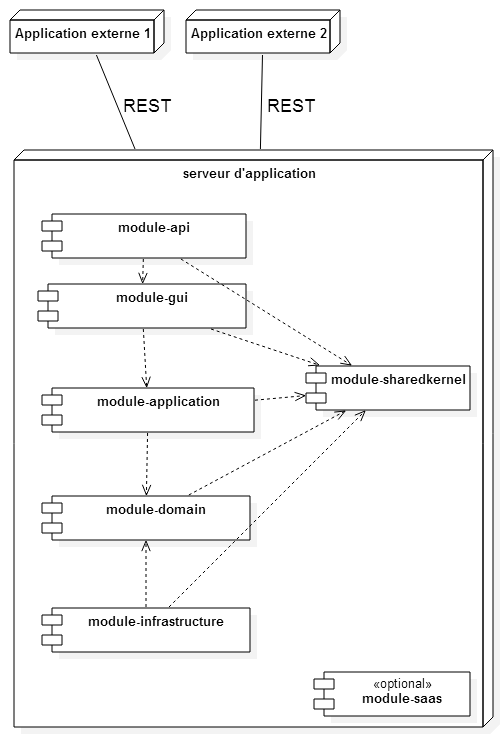 Application externe 1
Application externe 2
REST
REST
serveur d'application
module-api
module-gui
module-sharedkernel
module-application
module-domain
module-infrastructure
«optional»
module-saas